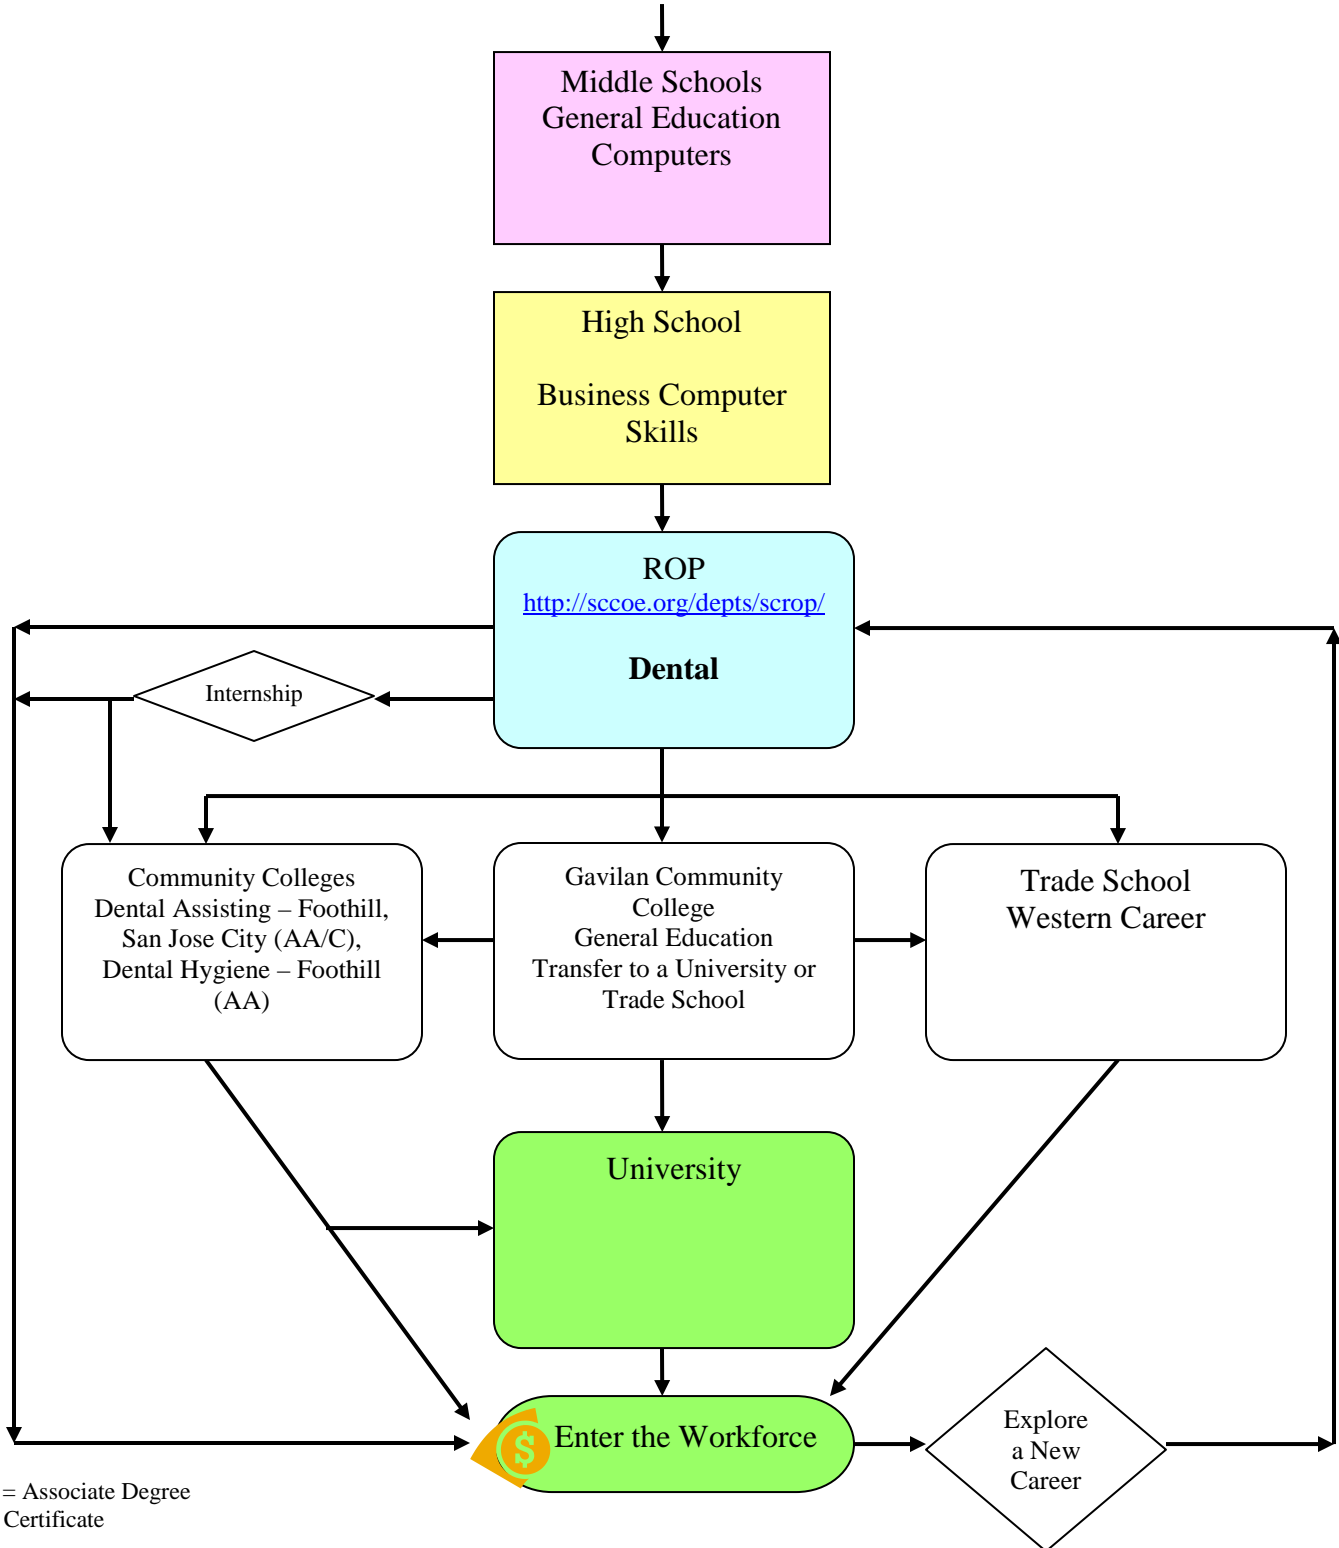 Middle Schools
General Education
Computers
High School
Business Computer
Skills
ROP
http://sccoe.org/depts/scrop/
Dental
Internship
Community Colleges
Dental Assisting – Foothill,
San Jose City (AA/C),
Dental Hygiene – Foothill
(AA)
Gavilan Community
College
General Education
Transfer to a University or
Trade School
Trade School
Western Career
University
$ Enter the Workforce
Explore
a New
Career
= Associate Degree
Certificate